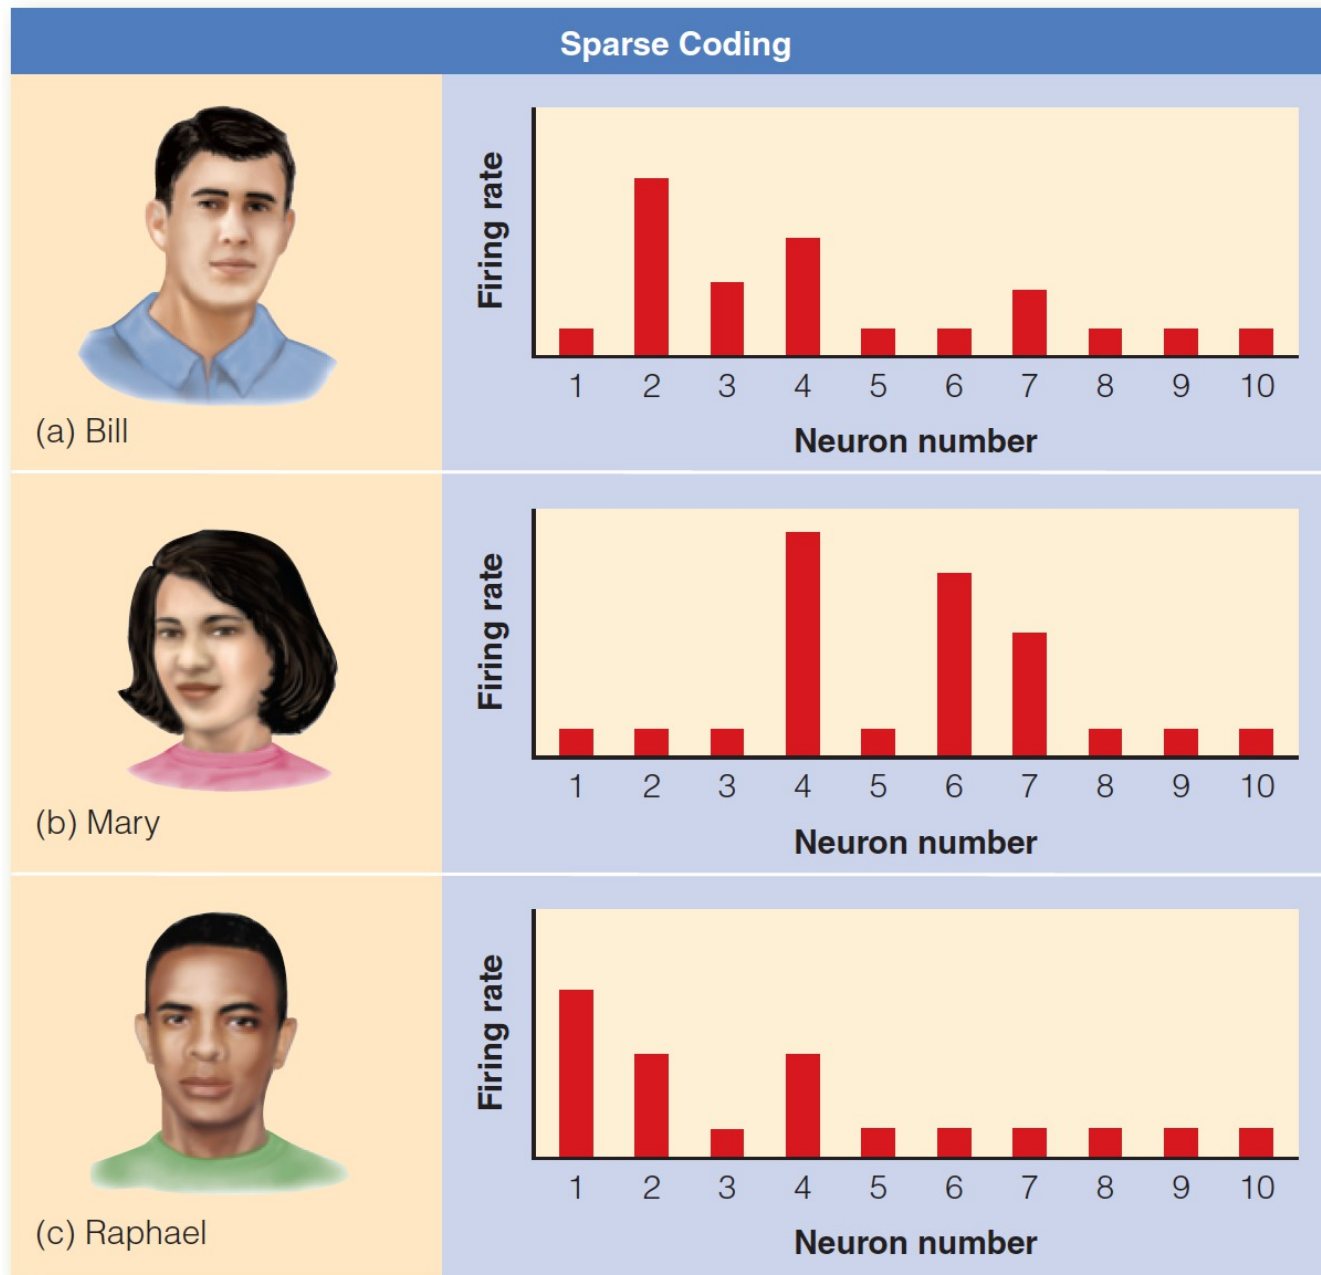 Sparse Coding
Firing rate
1 2 3 4 5 6 7 8 9 10
Neuron number
(a) Bill
Firing rate
1 2 3 4 5 6 7 8 9 10
Neuron number
(b) Mary
Firing rate
1 2 3 4 5 6 7 8 9 10
Neuron number
(c) Raphael